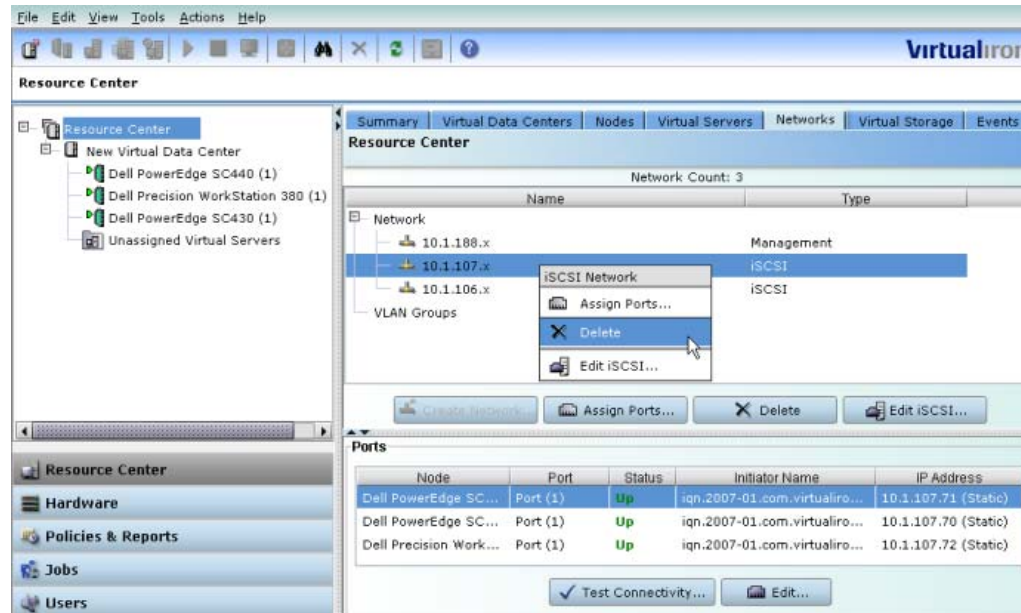 File Edit View Tools Actions Help
Virtualiron
Resource Center
Resource Center
New Virtual Data Center
Dell PowerEdge SC440 (1)
Dell Precision WorkStation 380 (1)
Dell PowerEdge SC430 (1)
Unassigned Virtual Servers
Summary Virtual Data Centers Nodes Virtual Servers Networks Virtual Storage Events
Resource Center
Network Count: 3
Name Type
Network
10.1.188.x Management
10.1.107.x iSCSI
10.1.106.x iSCSI
VLAN Groups
iSCSI Network
Assign Ports...
Delete
Edit iSCSI...
Create Network... Assign Ports... Delete Edit iSCSI...
Resource Center
Hardware
Policies & Reports
Jobs
Users
Ports
Node Port Status Initiator Name IP Address
Dell PowerEdge SC... Port (1) Up iqn.2007-01.com.virtualiro... 10.1.107.71 (Static)
Dell PowerEdge SC... Port (1) Up iqn.2007-01.com.virtualiro... 10.1.107.70 (Static)
Dell Precision Work... Port (1) Up iqn.2007-01.com.virtualiro... 10.1.107.72 (Static)
Test Connectivity... Edit...